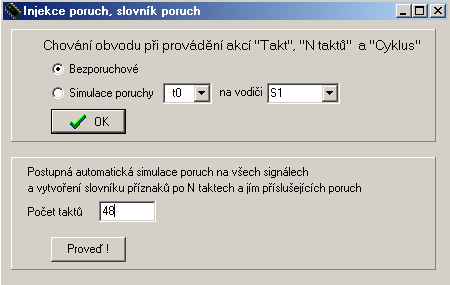 Injekce poruch, slovník poruch
Chování obvodu při provádění akcí "Takt", "N taktů" a "Cyklus"
Bezporuchové
Simulace poruchy t0 na vodiči S1
OK
Postupná automatická simulace poruch na všech signálech
a vytvoření slovníku příznaků po N taktech a jím příslušejících poruch
Počet taktů 48
Proveď !